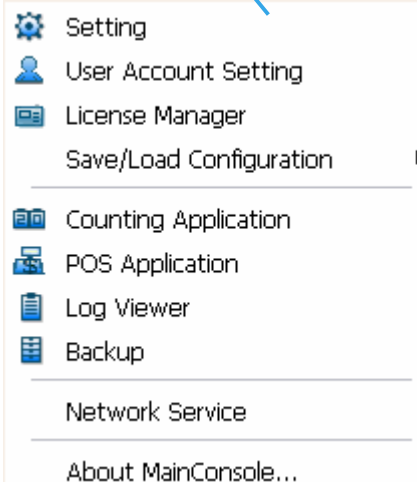 Setting
User Account Setting
License Manager
Save/Load Configuration
Counting Application
POS Application
Log Viewer
Backup
Network Service
About MainConsole...